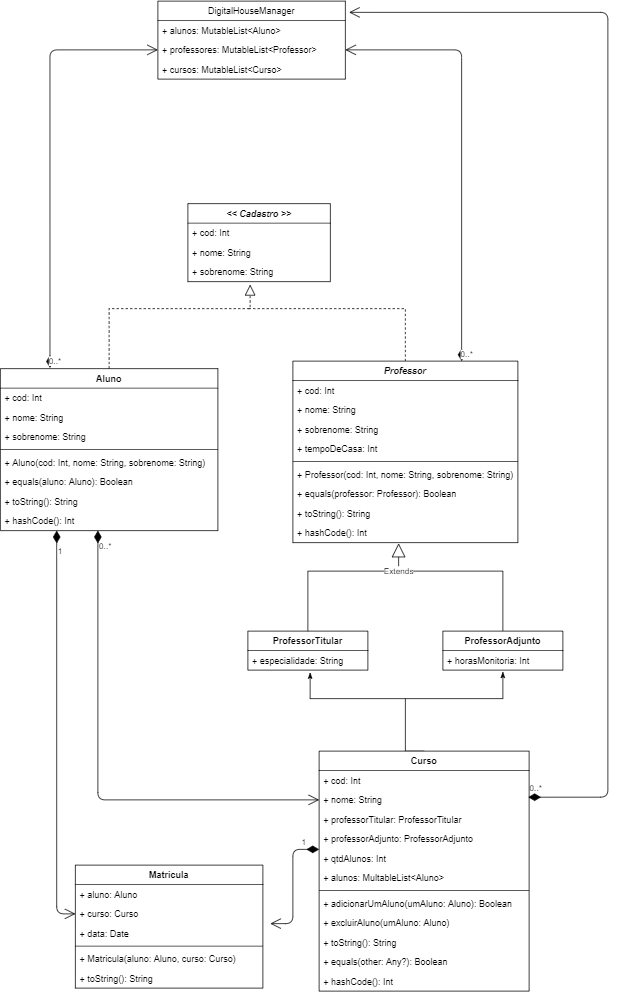 DigitalHouseManager
+ alunos: MutableList<Aluno>
+ professores: MutableList<Professor>
+ cursos: MutableList<Curso>
<< Cadastro >>
+ cod: Int
+ nome: String
+ sobrenome: String
0..*
0..*
Aluno
+ cod: Int
+ nome: String
+ sobrenome: String
+ Aluno(cod: Int, nome: String, sobrenome: String)
+ equals(aluno: Aluno): Boolean
+ toString(): String
+ hashCode(): Int
1
0..*
Professor
+ cod: Int
+ nome: String
+ sobrenome: String
+ tempoDeCasa: Int
+ Professor(cod: Int, nome: String, sobrenome: String)
+ equals(professor: Professor): Boolean
+ toString(): String
+ hashCode(): Int
Extends
ProfessorTitular
+ especialidade: String
ProfessorAdjunto
+ horasMonitoria: Int
Curso
+ cod: Int
+ nome: String
+ professorTitular: ProfessorTitular
+ professorAdjunto: ProfessorAdjunto
+ qtdAlunos: Int
+ alunos: MultableList<Aluno>
+ adicionarUmAluno(umAluno: Aluno): Boolean
+ excluirAluno(umAluno: Aluno)
+ toString(): String
+ equals(other: Any?): Boolean
+ hashCode(): Int
0..*
1
Matricula
+ aluno: Aluno
+ curso: Curso
+ data: Date
+ Matricula(aluno: Aluno, curso: Curso)
+ toString(): String